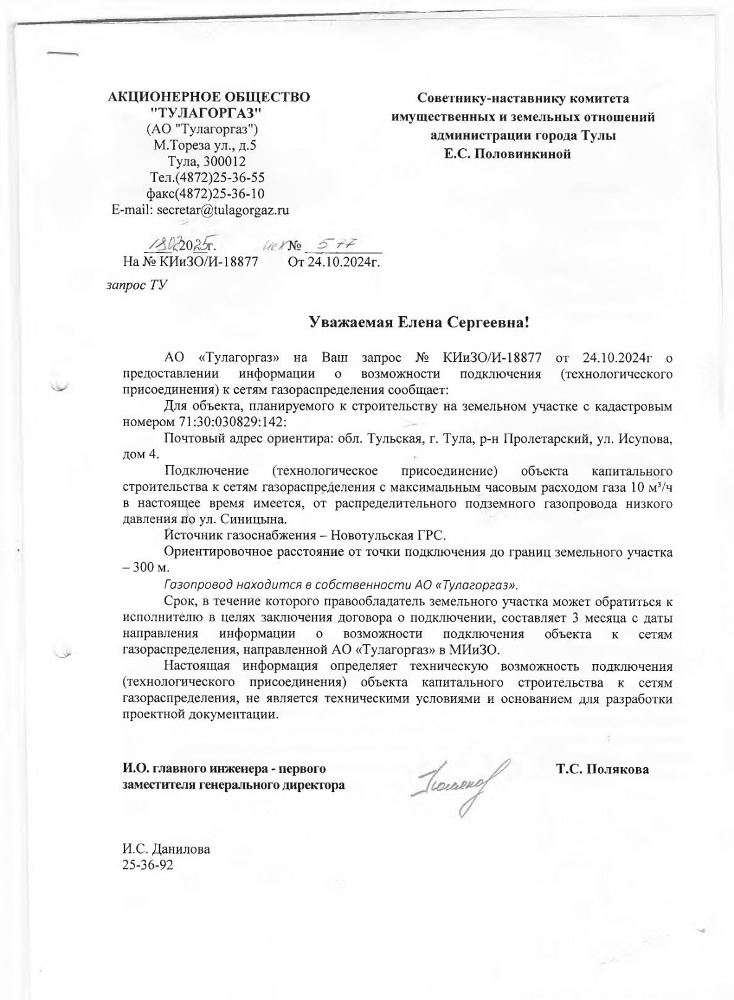 АКЦИОНЕРНОЕ ОБЩЕСТВО
"ТУЛАГОРГАЗ"
(АО "Тулагоргаз")
М.Тореза ул., д.5
Тула, 300012
Тел.(4872)25-36-55
факс(4872)25-36-10
E-mail: secretar@tulagorgaz.ru
Советнику-наставнику комитета
имущественных и земельных отношений
администрации города Тулы
Е.С. Половинкиной
18.03.2025г. исх№ 577
На № КИиЗО/И-18877 От 24.10.2024г.
запрос ТУ
Уважаемая Елена Сергеевна!
АО «Тулагоргаз» на Ваш запрос № КИиЗО/И-18877 от 24.10.2024г о
предоставлении информации о возможности подключения (технологического
присоединения) к сетям газораспределения сообщает:
Для объекта, планируемого к строительству на земельном участке с кадастровым
номером 71:30:030829:142:
Почтовый адрес ориентира: обл. Тульская, г. Тула, р-н Пролетарский, ул. Исупова,
дом 4.
Подключение (технологическое присоединение) объекта капитального
строительства к сетям газораспределения с максимальным часовым расходом газа 10 м³/ч
в настоящее время имеется, от распределительного подземного газопровода низкого
давления по ул. Синицына.
Источник газоснабжения – Новотульская ГРС.
Ориентировочное расстояние от точки подключения до границ земельного участка
– 300 м.
Газопровод находится в собственности АО «Тулагоргаз».
Срок, в течение которого правообладатель земельного участка может обратиться к
исполнителю в целях заключения договора о подключении, составляет 3 месяца с даты
направления информации о возможности подключения объекта к сетям
газораспределения, направленной АО «Тулагоргаз» в МИиЗО.
Настоящая информация определяет техническую возможность подключения
(технологического присоединения) объекта капитального строительства к сетям
газораспределения, не является техническими условиями и основанием для разработки
проектной документации.
И.О. главного инженера - первого
заместителя генерального директора
Т.С. Полякова
И.С. Данилова
25-36-92